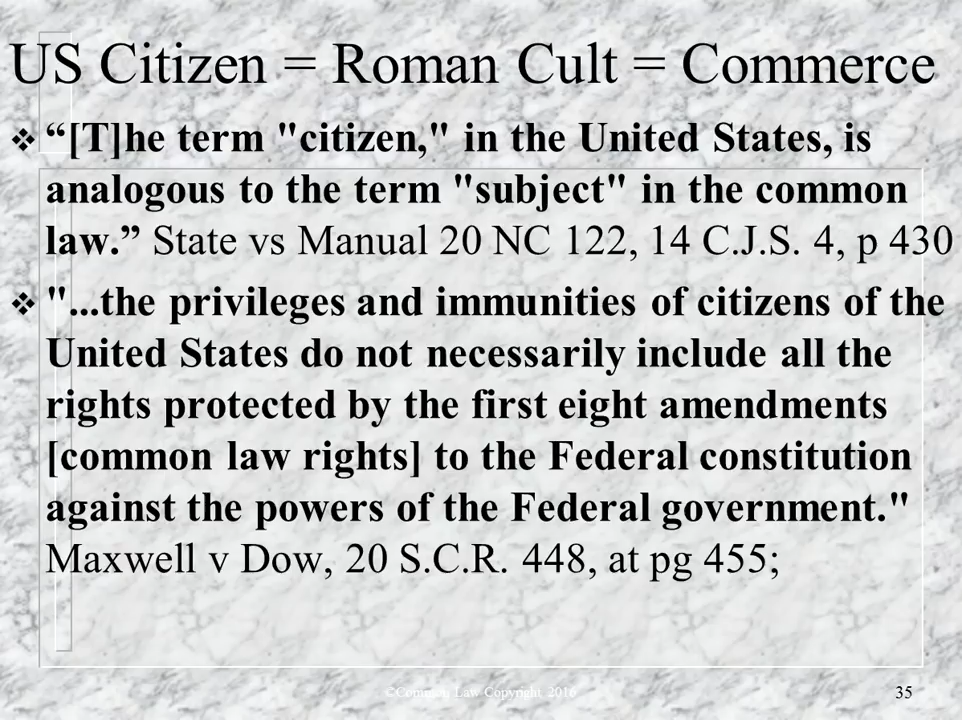 US Citizen = Roman Cult = Commerce
❖ “[T]he term "citizen," in the United States, is
analogous to the term "subject" in the common
law.” State vs Manual 20 NC 122, 14 C.J.S. 4, p 430
❖ "...the privileges and immunities of citizens of the
United States do not necessarily include all the
rights protected by the first eight amendments
[common law rights] to the Federal constitution
against the powers of the Federal government."
Maxwell v Dow, 20 S.C.R. 448, at pg 455;
©Common Law Copyright 2016
35